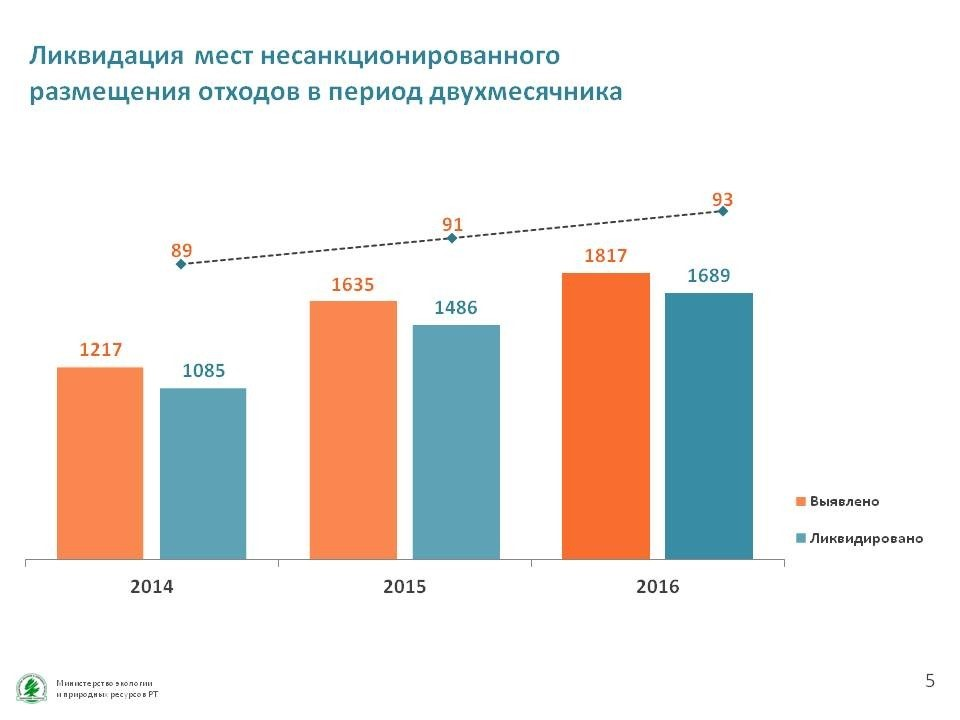 Ликвидация мест несанкционированного
размещения отходов в период двухмесячника
93
91
89
1817
1689
1635
1486
1217
1085
Выявлено
Ликвидировано
2014 2015 2016
Министерство экологии
и природных ресурсов РТ
5